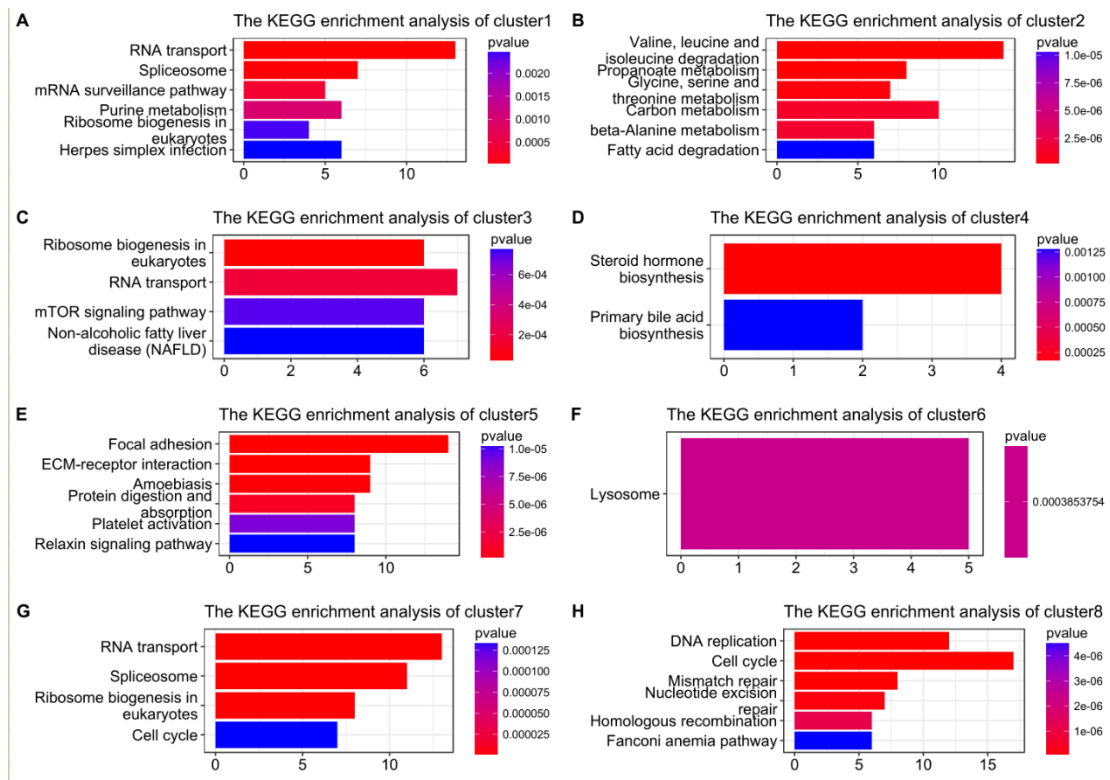 A
The KEGG enrichment analysis of cluster1
RNA transport
Spliceosome
mRNA surveillance pathway
Purine metabolism
Ribosome biogenesis in
eukaryotes
Herpes simplex infection
0 5 10
pvalue
0.0020
0.0015
0.0010
0.0005
B
The KEGG enrichment analysis of cluster2
Valine, leucine and
isoleucine degradation
Propanoate metabolism
Glycine, serine and
threonine metabolism
Carbon metabolism
beta-Alanine metabolism
Fatty acid degradation
0 5 10
pvalue
1.0e-05
7.5e-06
5.0e-06
2.5e-06
C
The KEGG enrichment analysis of cluster3
Ribosome biogenesis in
eukaryotes
RNA transport
mTOR signaling pathway
Non-alcoholic fatty liver
disease (NAFLD)
0 2 4 6
pvalue
6e-04
4e-04
2e-04
D
The KEGG enrichment analysis of cluster4
Steroid hormone
biosynthesis
Primary bile acid
biosynthesis
0 1 2 3 4
pvalue
0.00125
0.00100
0.00075
0.00050
0.00025
E
The KEGG enrichment analysis of cluster5
Focal adhesion
ECM-receptor interaction
Amoebiasis
Protein digestion and
absorption
Platelet activation
Relaxin signaling pathway
0 5 10
pvalue
1.0e-05
7.5e-06
5.0e-06
2.5e-06
F
The KEGG enrichment analysis of cluster6
Lysosome
0 1 2 3 4 5
pvalue
0.0003853754
G
The KEGG enrichment analysis of cluster7
RNA transport
Spliceosome
Ribosome biogenesis in
eukaryotes
Cell cycle
0 5 10
pvalue
0.000125
0.000100
0.000075
0.000050
0.000025
H
The KEGG enrichment analysis of cluster8
DNA replication
Cell cycle
Mismatch repair
Nucleotide excision
repair
Homologous recombination
Fanconi anemia pathway
0 5 10 15
pvalue
4e-06
3e-06
2e-06
1e-06